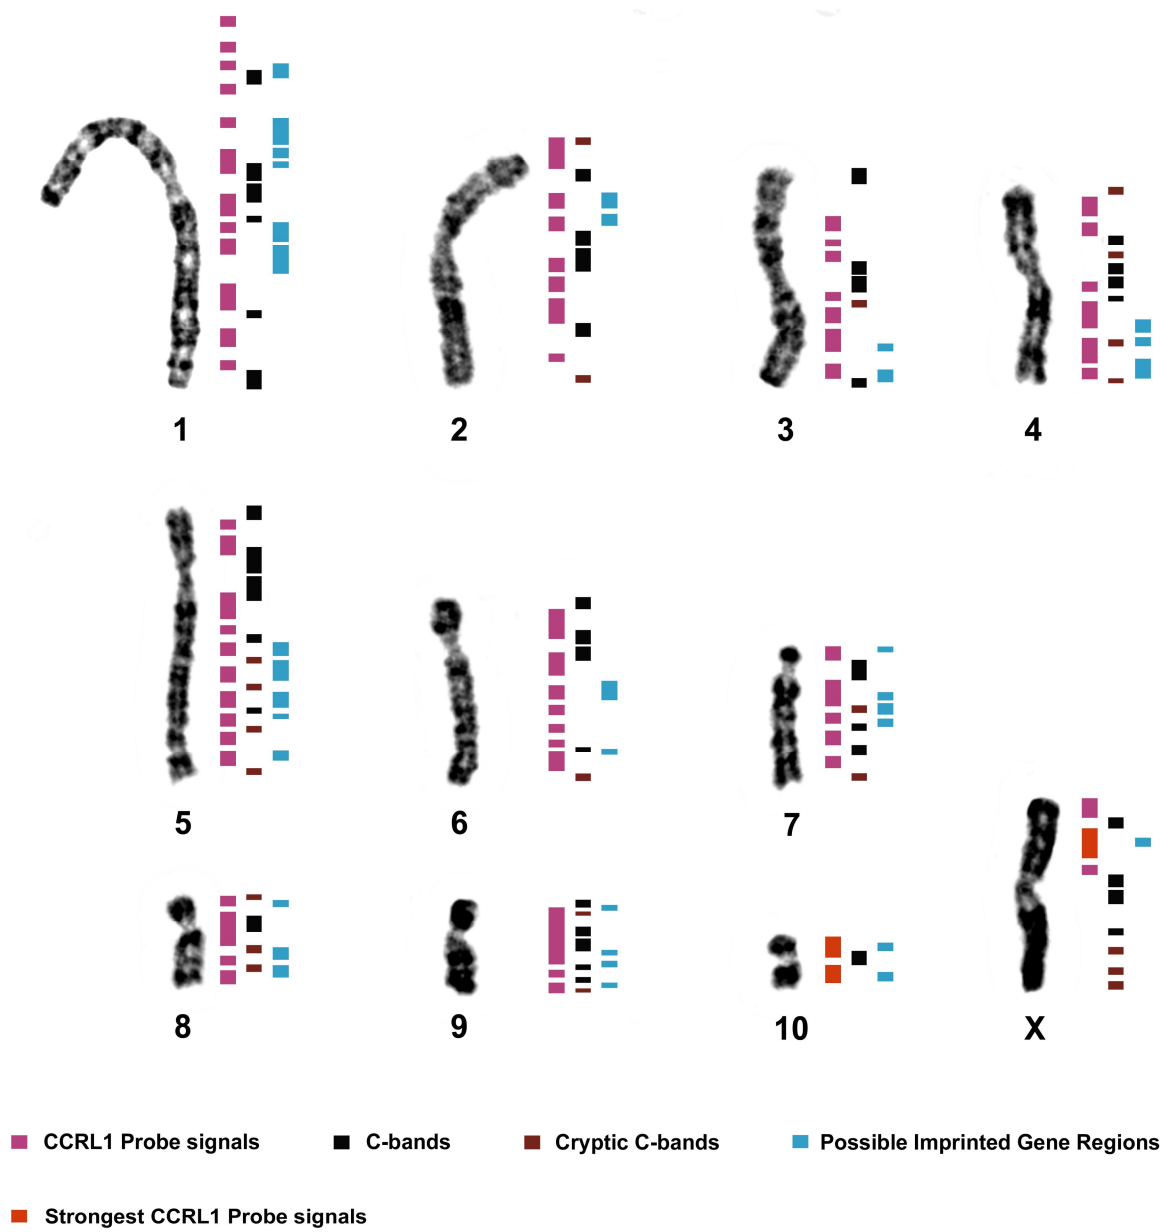 1
2
3
4
5
6
7
8
9
10
X
CCRL1 Probe signals
C-bands
Cryptic C-bands
Possible Imprinted Gene Regions
Strongest CCRL1 Probe signals